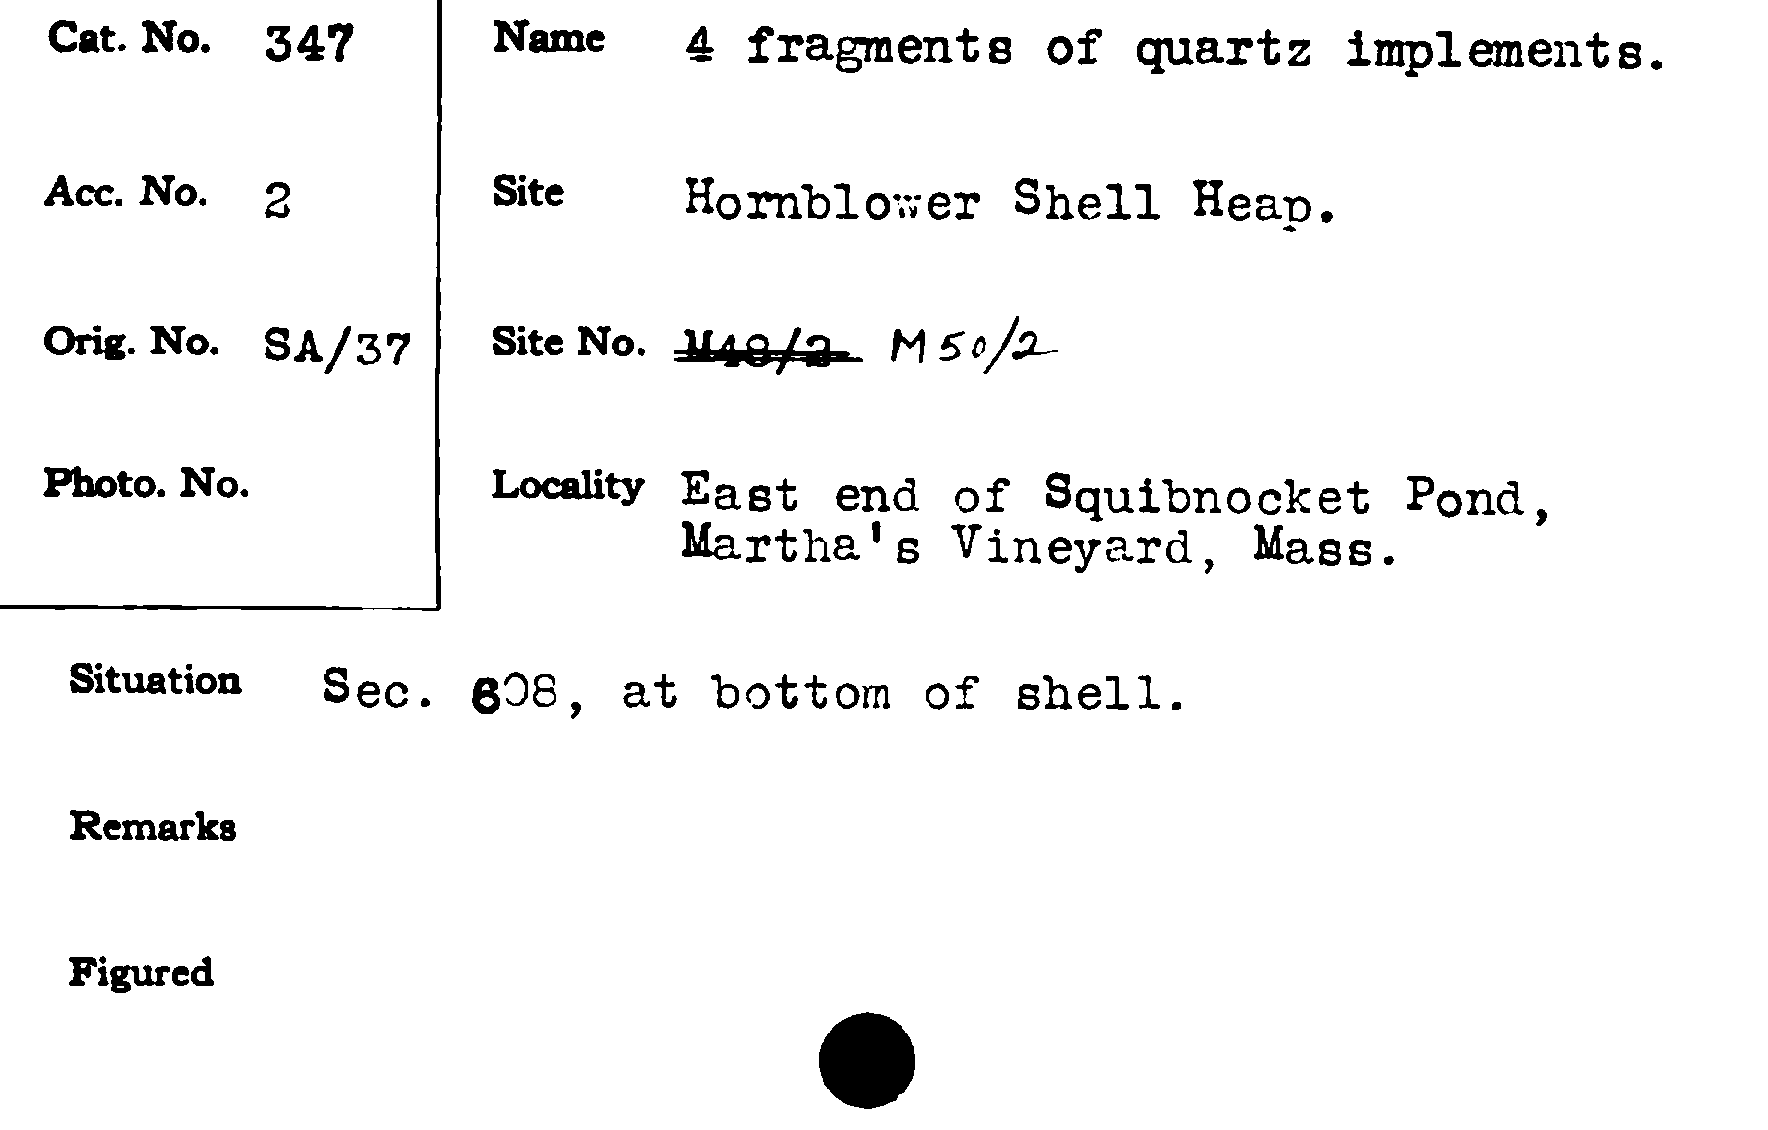 Cat. No. 347
Name 4 fragments of quartz implements.
Acc. No. 2
Site Hornblower Shell Heap.
Orig. No. SA/37
Site No. M48/2 M50/2
Photo. No.
Locality East end of Squibnocket Pond,
Martha's Vineyard, Mass.
Situation Sec. 608, at bottom of shell.
Remarks
Figured